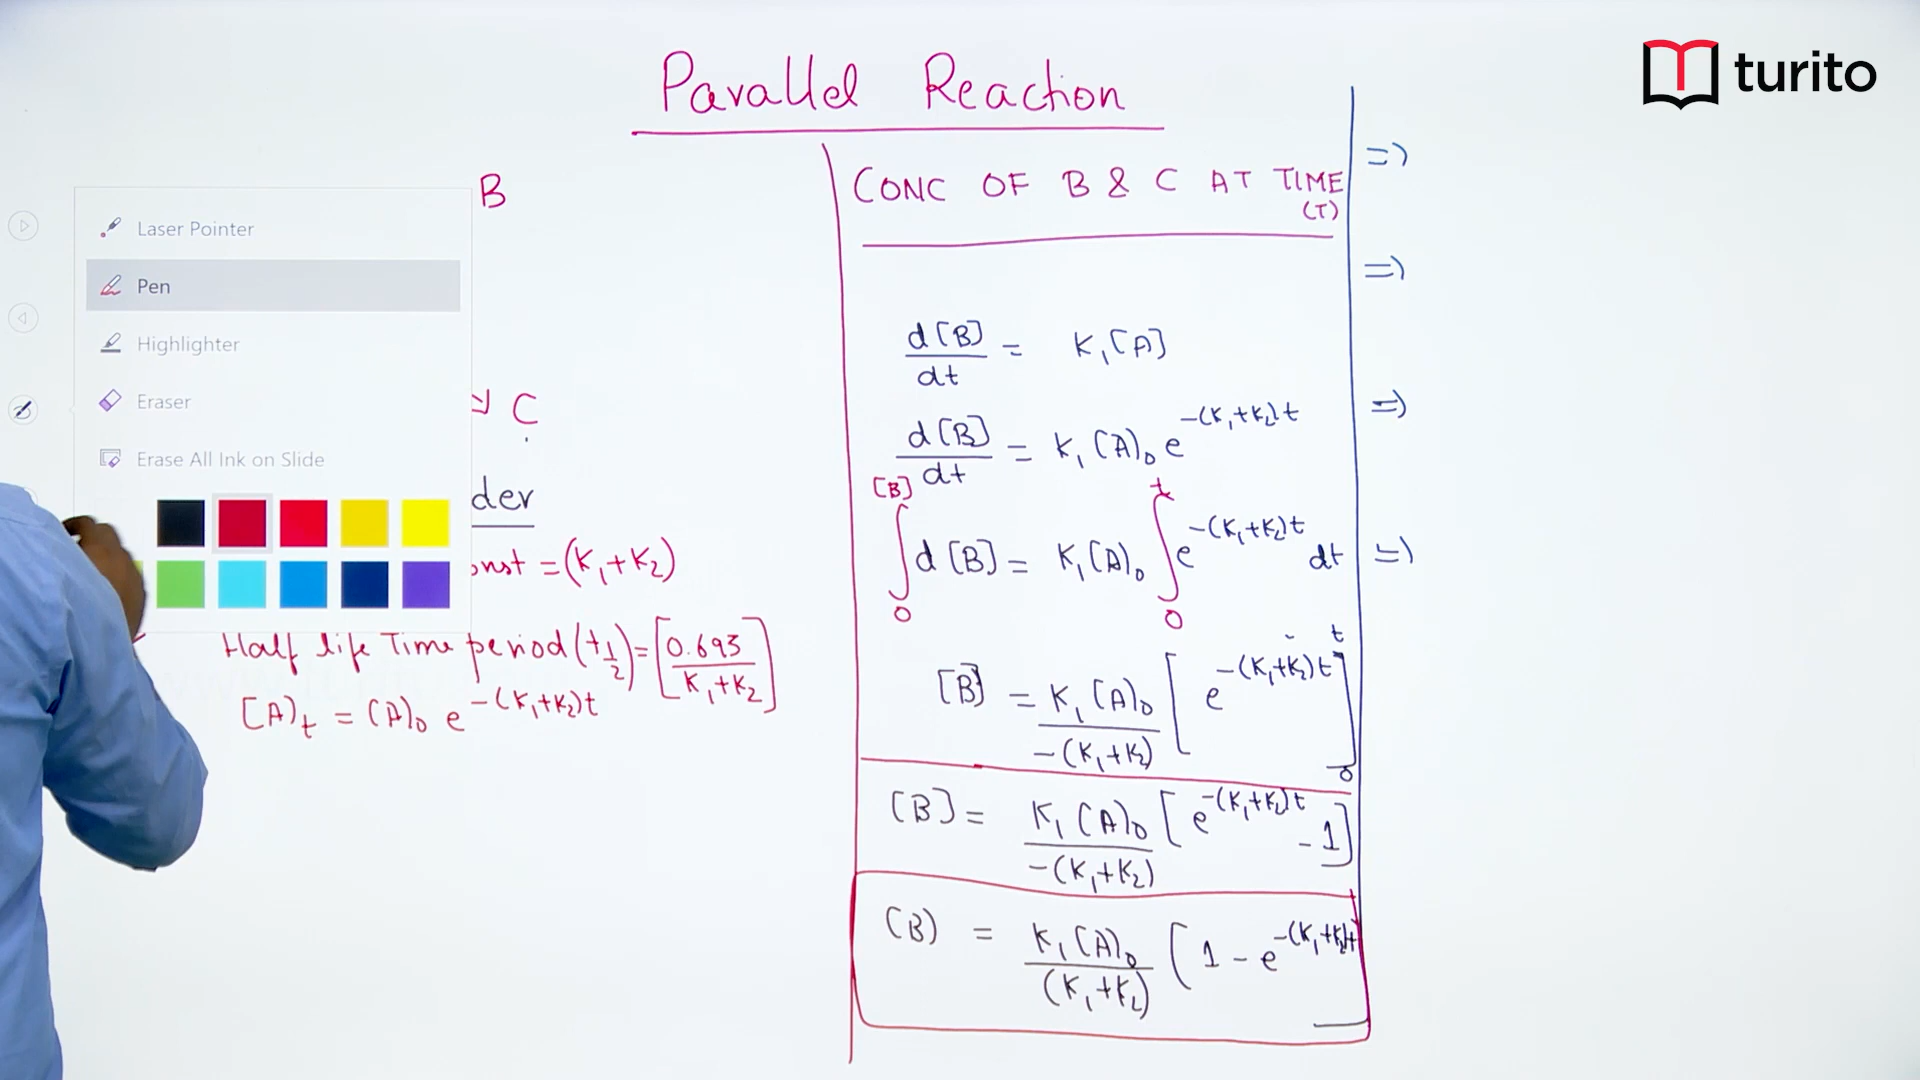 Parallel Reaction
turito
B
Laser Pointer
Pen
Highlighter
Eraser
Erase All Ink on Slide
C
der
onst = (K₁+K₂)
Half life Time period (t1/2) = [0.693 / K₁+K₂]
[A]t = [A]₀ e^-(K₁+K₂)t
CONC OF B & C AT TIME
(T)
d[B]/dt = K₁[A]
d[B]/dt = K₁[A]₀ e^-(K₁+K₂)t
∫₀^[B] d[B] = K₁[A]₀ ∫₀^t e^-(K₁+K₂)t dt
[B] = K₁[A]₀ / -(K₁+K₂) [e^-(K₁+K₂)t]₀^t
[B] = K₁[A]₀ / -(K₁+K₂) [e^-(K₁+K₂)t - 1]
[B] = K₁[A]₀ / (K₁+K₂) (1 - e^-(K₁+K₂)t
=)
=)
=)
=)